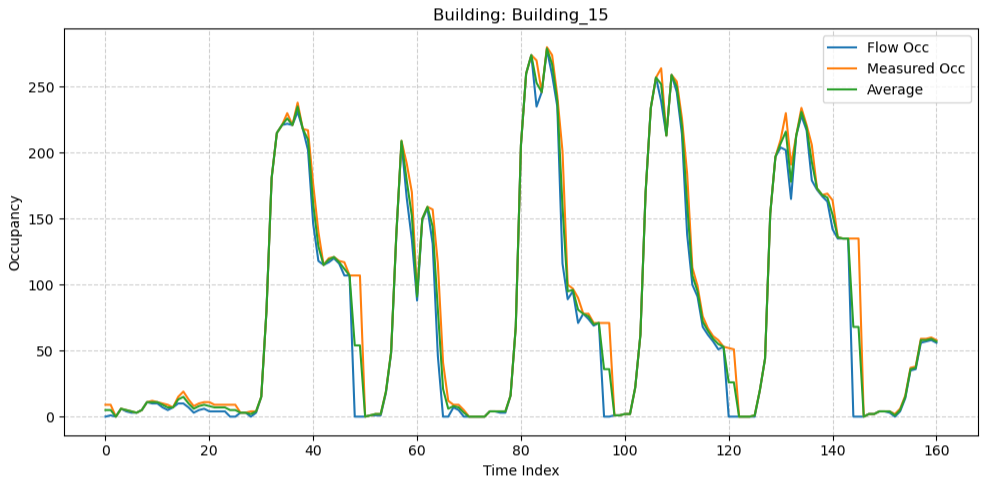 Building: Building_15
Flow Occ
Measured Occ
Average
Occupancy
250
200
150
100
50
0
0 20 40 60 80 100 120 140 160
Time Index